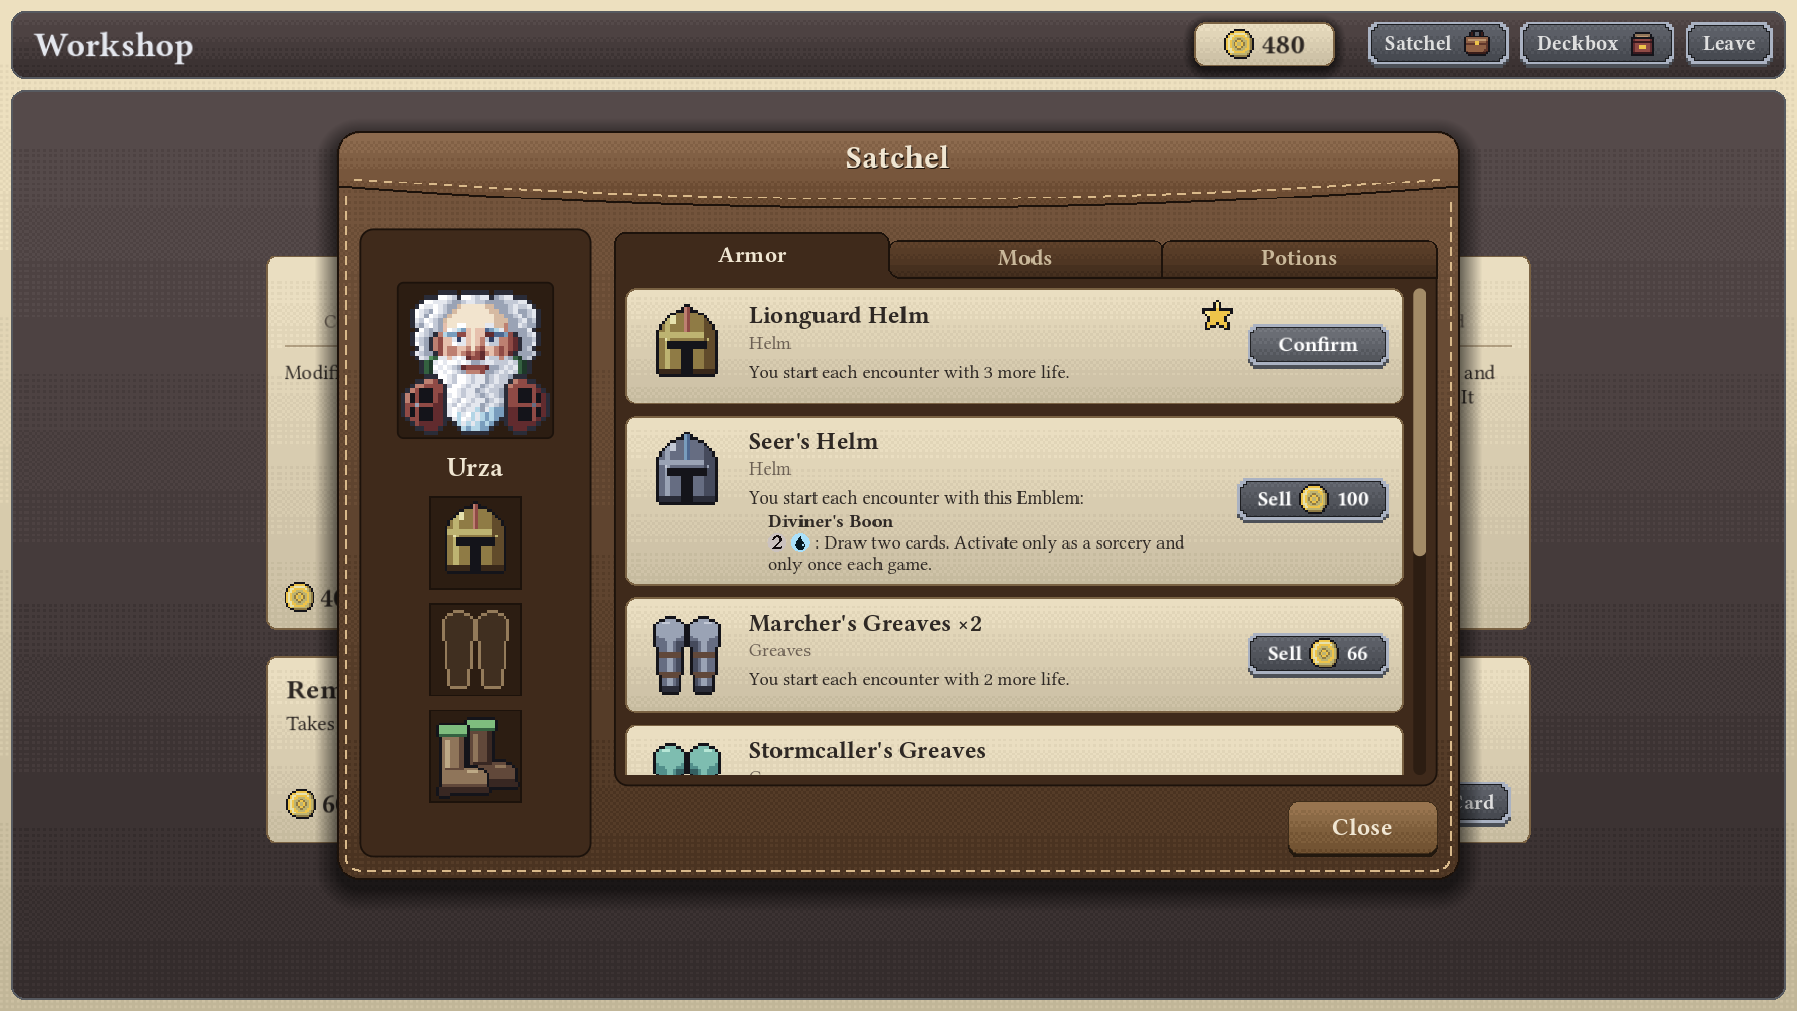 Workshop
480
Satchel
Deckbox
Leave
Satchel
Urza
Armor
Mods
Potions
Lionguard Helm
Helm
You start each encounter with 3 more life.
Confirm
Seer's Helm
Helm
You start each encounter with this Emblem:
Diviner's Boon
2 : Draw two cards. Activate only as a sorcery and
only once each game.
Sell 100
Marcher's Greaves ×2
Greaves
You start each encounter with 2 more life.
Sell 66
Stormcaller's Greaves
Close
and
It
Takes